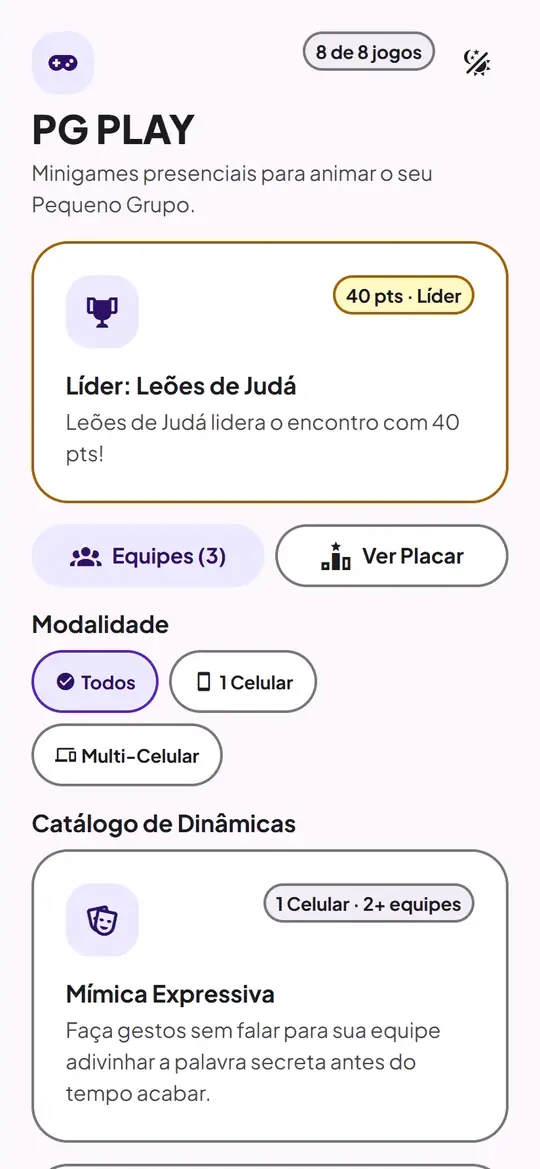 8 de 8 jogos
PG PLAY
Minigames presenciais para animar o seu
Pequeno Grupo.
40 pts · Líder
Líder: Leões de Judá
Leões de Judá lidera o encontro com 40
pts!
Equipes (3)
Ver Placar
Modalidade
Todos
1 Celular
Multi-Celular
Catálogo de Dinâmicas
1 Celular · 2+ equipes
Mímica Expressiva
Faça gestos sem falar para sua equipe
adivinhar a palavra secreta antes do
tempo acabar.